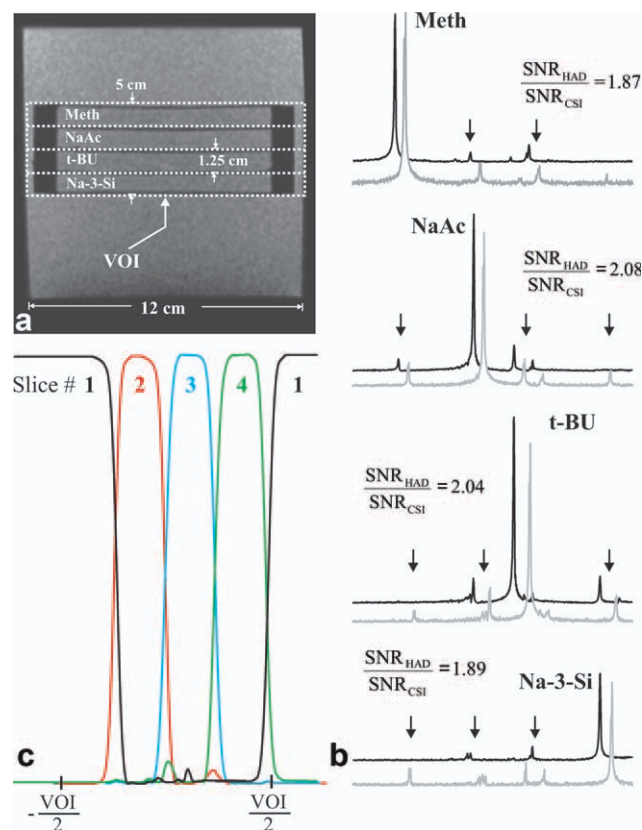 5 cm
Meth
NaAc
t-BU
1.25 cm
Na-3-Si
VOI
12 cm
a
Meth
SNR_HAD / SNR_CSI = 1.87
NaAc
SNR_HAD / SNR_CSI = 2.08
t-BU
SNR_HAD / SNR_CSI = 2.04
SNR_HAD / SNR_CSI = 1.89
Na-3-Si
b
Slice # 1 2 3 4 1
c
-VOI/2
VOI/2